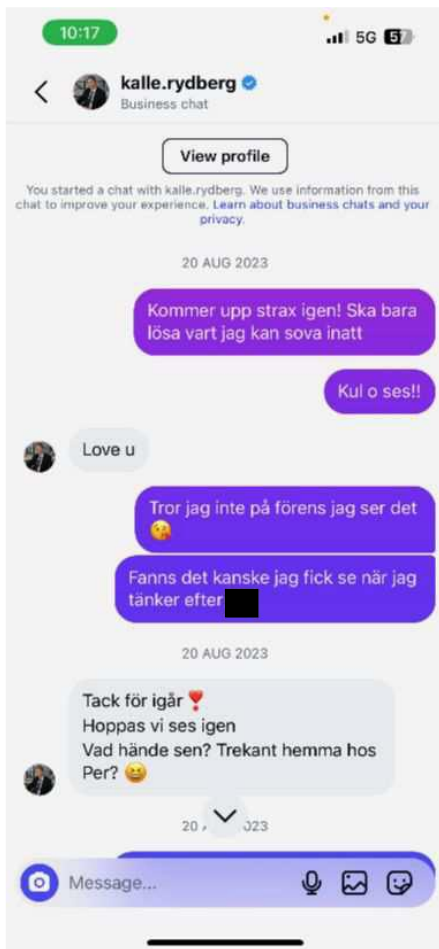 10:17
5G 57
kalle.rydberg
Business chat
View profile
You started a chat with kalle.rydberg. We use information from this
chat to improve your experience. Learn about business chats and your
privacy.
20 AUG 2023
Kommer upp strax igen! Ska bara
lösa vart jag kan sova inatt
Kul o ses!!
Love u
Tror jag inte på förens jag ser det
😘
Fanns det kanske jag fick se när jag
tänker efter
20 AUG 2023
Tack för igår ❣️
Hoppas vi ses igen
Vad hände sen? Trekant hemma hos
Per? 😆
20 023
Message...